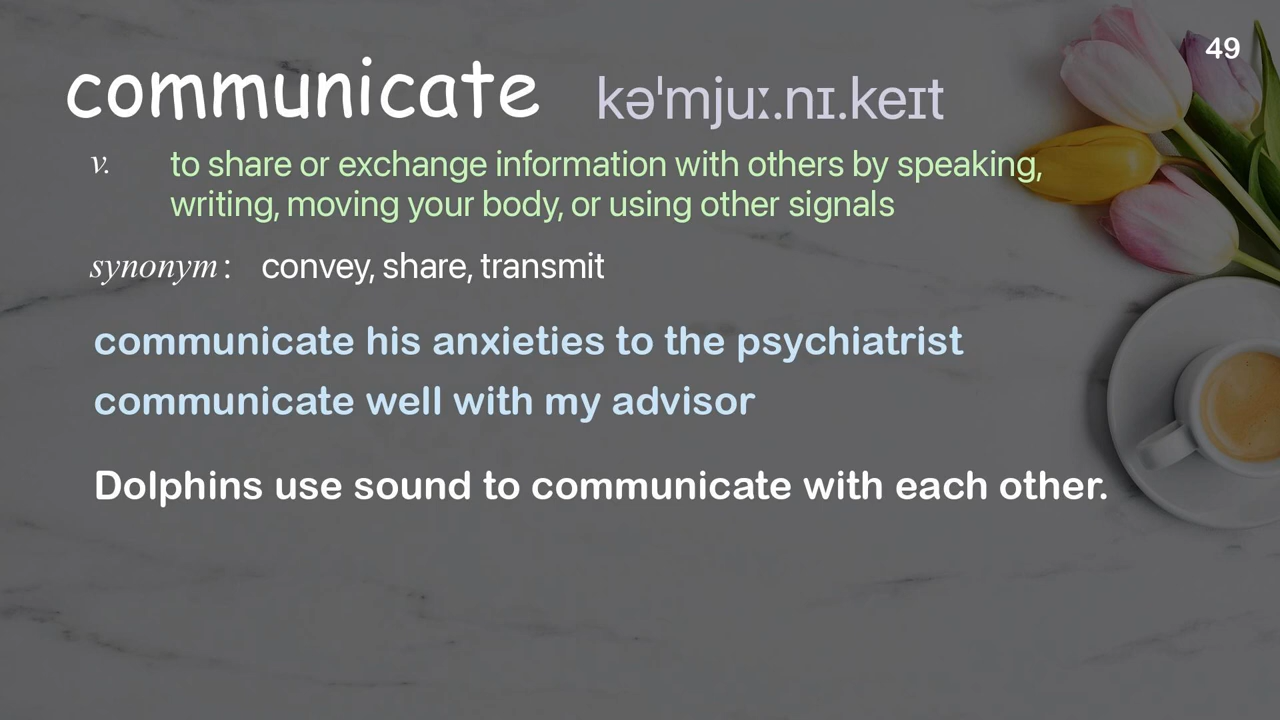 49
communicate kəˈmjuː.nɪ.keɪt
v. to share or exchange information with others by speaking,
writing, moving your body, or using other signals
synonym : convey, share, transmit
communicate his anxieties to the psychiatrist
communicate well with my advisor
Dolphins use sound to communicate with each other.